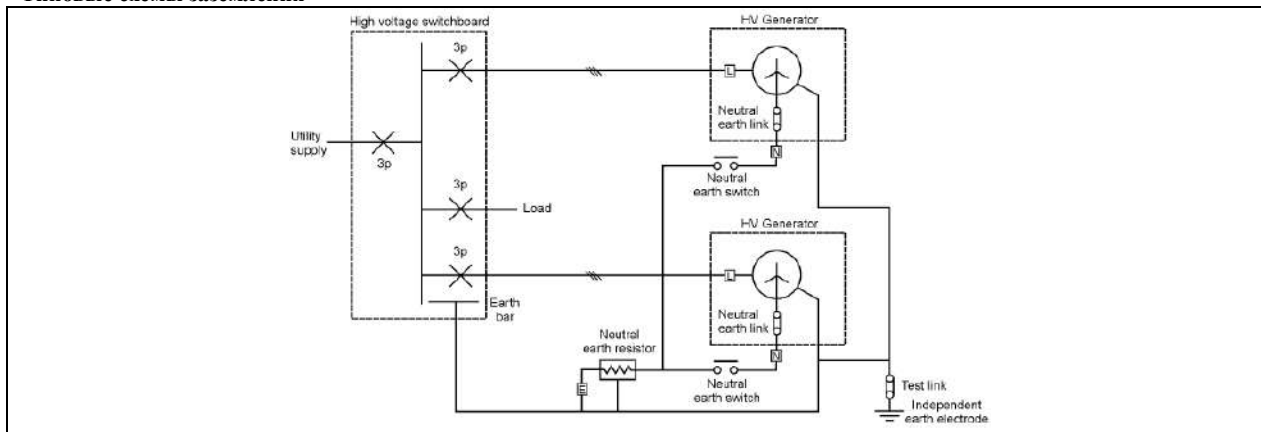 High voltage switchboard
HV Generator
3p
L
Neutral
earth link
N
Utility
supply
3p
Neutral
earth switch
3p
Load
HV Generator
3p
L
Earth
bar
Neutral
earth link
Neutral
earth resistor
N
E
Neutral
earth switch
Test link
Independent
earth electrode